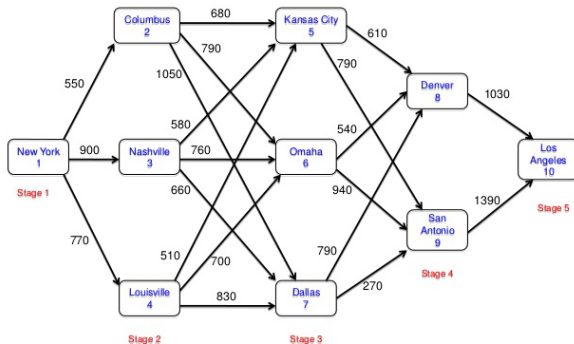 Columbus
2
680
Kansas City
5
610
790
790
550
1050
Denver
8
1030
580
540
New York
1
900
Nashville
3
760
Omaha
6
Los
Angeles
10
Stage 1
660
940
1390
Stage 5
San
Antonio
9
770
510
700
790
Stage 4
Louisville
4
830
Dallas
7
270
Stage 2
Stage 3